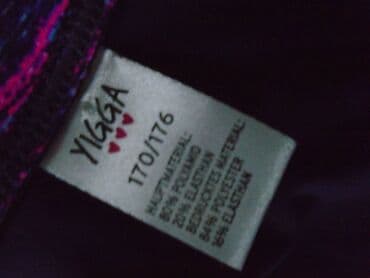 YIGGA
170/176
HAUPTMATERIAL:
80% POLYAMID
20% ELASTHAN
BEDRUCKTES MATERIAL:
84% POLYESTER
16% ELASTHAN